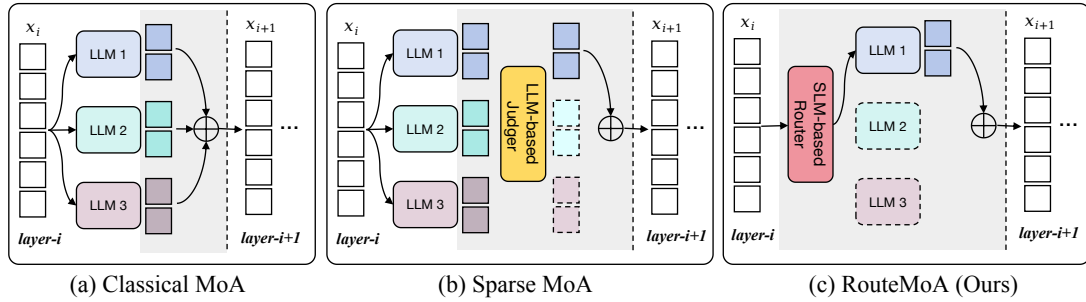 x_i
LLM 1
LLM 2
LLM 3
layer-i
x_{i+1}
...
layer-i+1
(a) Classical MoA
x_i
LLM 1
LLM 2
LLM 3
layer-i
LLM-based
Judger
x_{i+1}
...
layer-i+1
(b) Sparse MoA
x_i
layer-i
SLM-based
Router
LLM 1
LLM 2
LLM 3
x_{i+1}
...
layer-i+1
(c) RouteMoA (Ours)